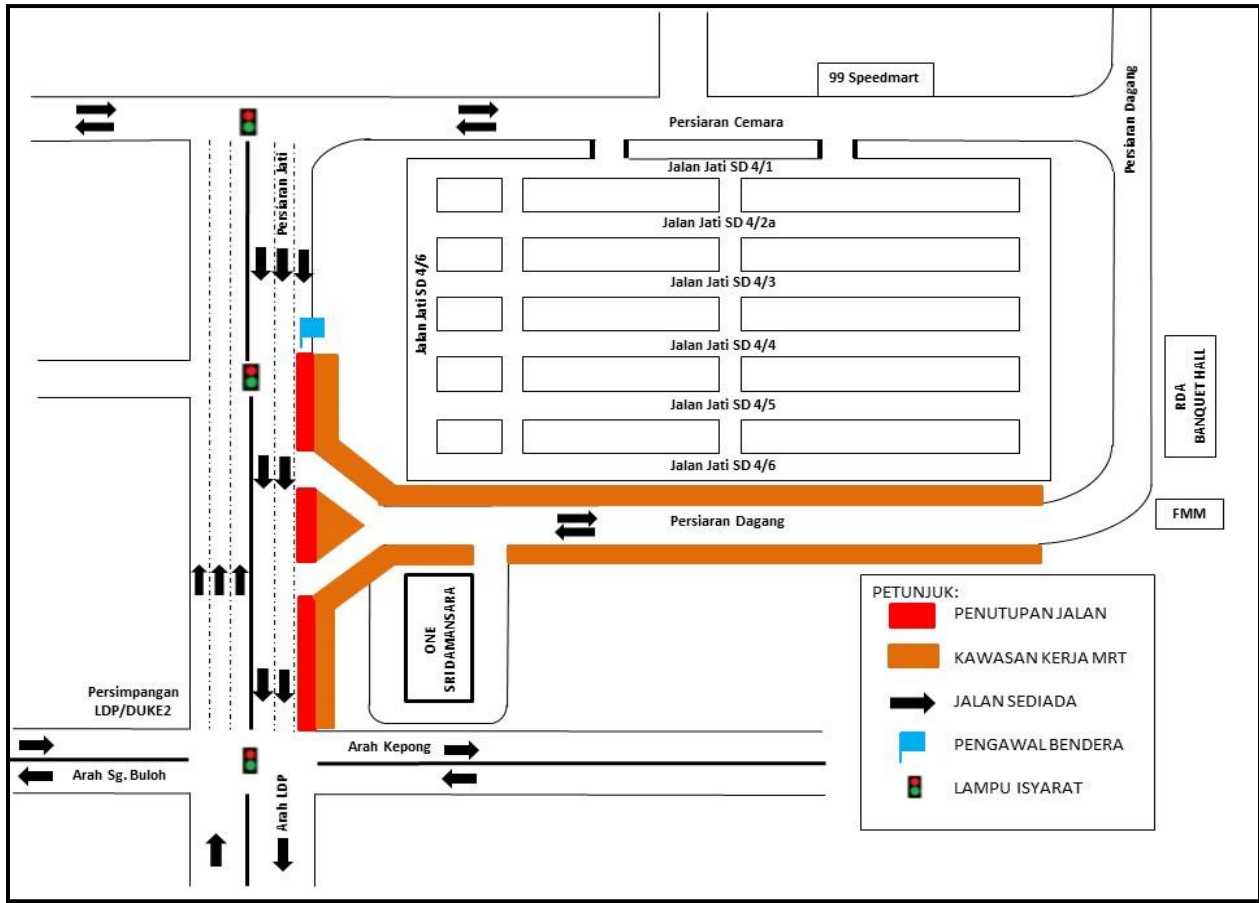 99 Speedmart
Persiaran Dagang
Persiaran Cemara
Persiaran Jati
Jalan Jati SD 4/1
Jalan Jati SD 4/2a
Jalan Jati SD 4/6
Jalan Jati SD 4/3
Jalan Jati SD 4/4
Jalan Jati SD 4/5
Jalan Jati SD 4/6
RDA
BANQUET HALL
FMM
Persiaran Dagang
ONE
SRIDAMANSARA
PETUNJUK:
PENUTUPAN JALAN
KAWASAN KERJA MRT
JALAN SEDIADA
PENGAWAL BENDERA
LAMPU ISYARAT
Persimpangan
LDP/DUKE2
Arah Kepong
Arah Sg. Buloh
Arah LDP